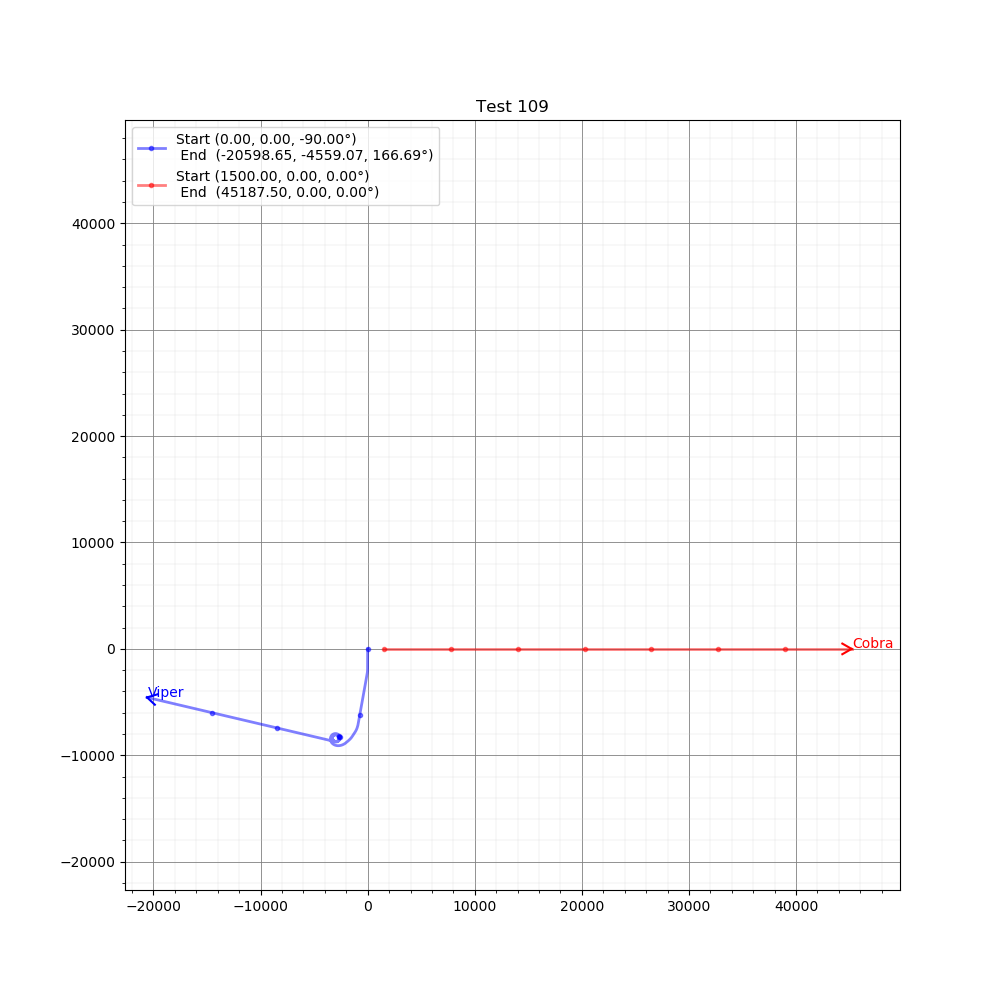 Test 109
Start (0.00, 0.00, -90.00°)
End  (-20598.65, -4559.07, 166.69°)
Start (1500.00, 0.00, 0.00°)
End  (45187.50, 0.00, 0.00°)
40000
30000
20000
10000
0
Cobra
Viper
−10000
−20000
−20000 −10000 0 10000 20000 30000 40000